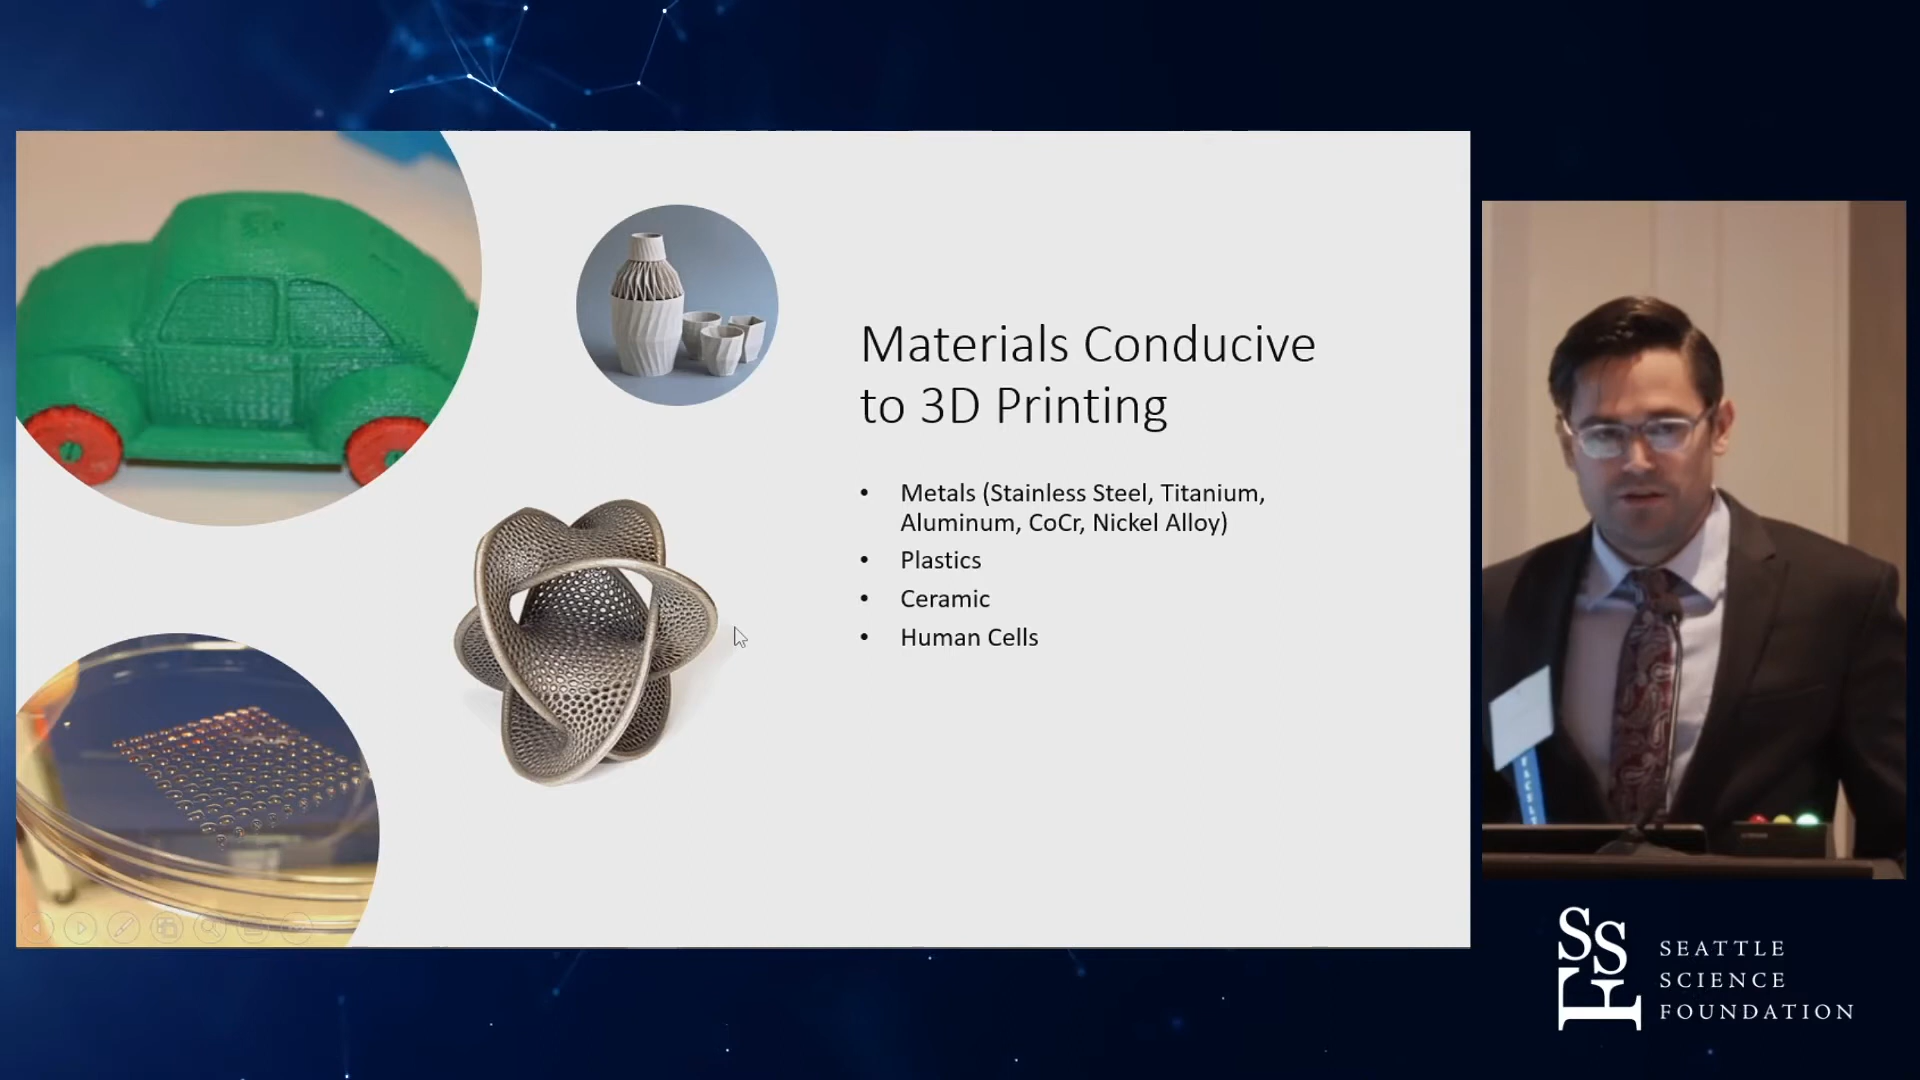 Materials Conducive
to 3D Printing
• Metals (Stainless Steel, Titanium,
Aluminum, CoCr, Nickel Alloy)
• Plastics
• Ceramic
• Human Cells
SSF
SEATTLE
SCIENCE
FOUNDATION